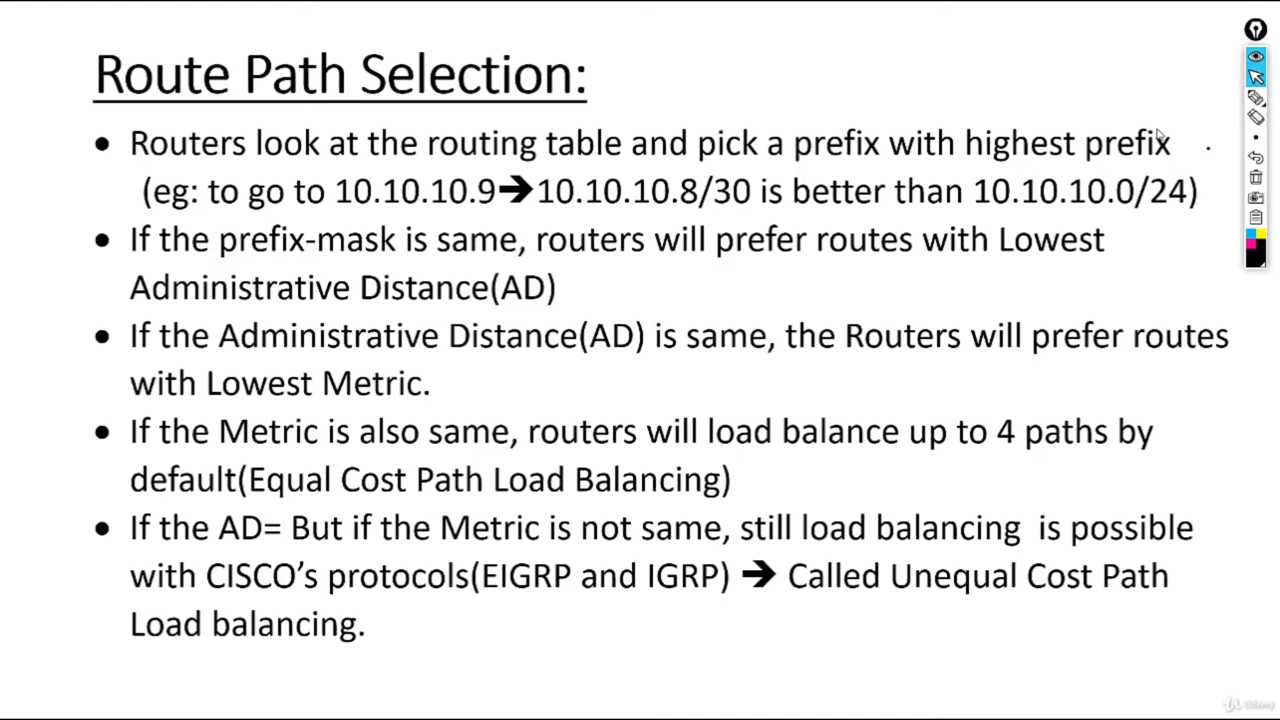 Route Path Selection:
• Routers look at the routing table and pick a prefix with highest prefix
(eg: to go to 10.10.10.9➔10.10.10.8/30 is better than 10.10.10.0/24)
• If the prefix-mask is same, routers will prefer routes with Lowest
Administrative Distance(AD)
• If the Administrative Distance(AD) is same, the Routers will prefer routes
with Lowest Metric.
• If the Metric is also same, routers will load balance up to 4 paths by
default(Equal Cost Path Load Balancing)
• If the AD= But if the Metric is not same, still load balancing is possible
with CISCO’s protocols(EIGRP and IGRP) ➔ Called Unequal Cost Path
Load balancing.
Udemy